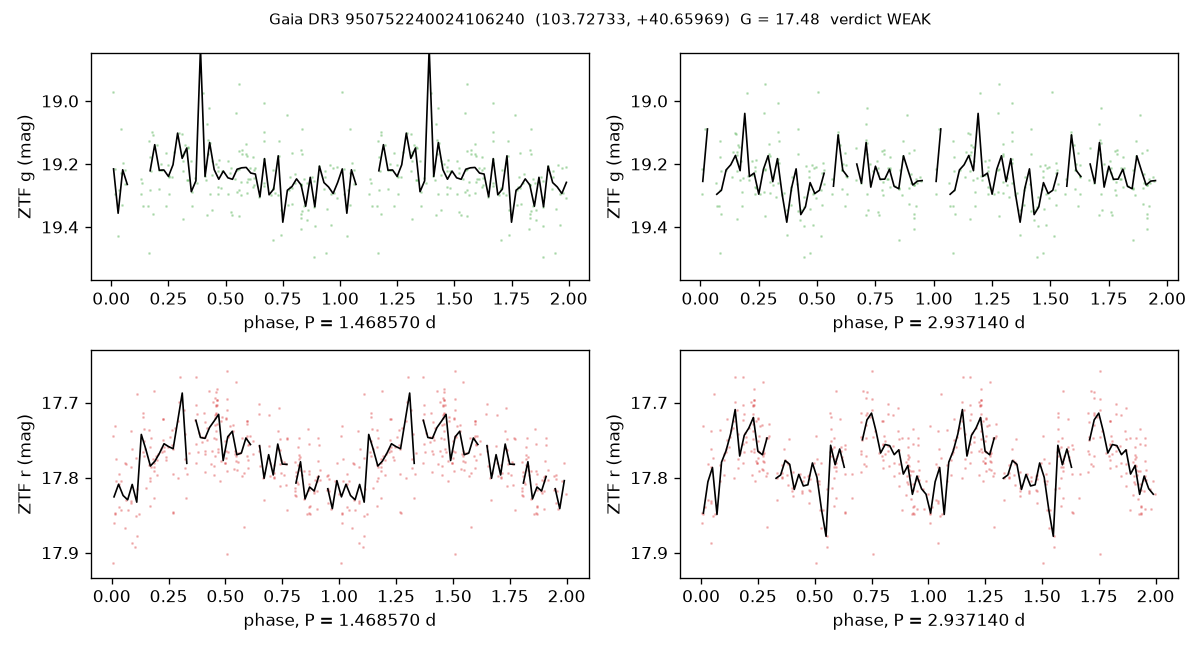 Gaia DR3 950752240024106240 (103.72733, +40.65969) G = 17.48 verdict WEAK
ZTF g (mag)
19.0
19.2
19.4
0.00 0.25 0.50 0.75 1.00 1.25 1.50 1.75 2.00
phase, P = 1.468570 d
ZTF g (mag)
19.0
19.2
19.4
0.00 0.25 0.50 0.75 1.00 1.25 1.50 1.75 2.00
phase, P = 2.937140 d
ZTF r (mag)
17.7
17.8
17.9
0.00 0.25 0.50 0.75 1.00 1.25 1.50 1.75 2.00
phase, P = 1.468570 d
ZTF r (mag)
17.7
17.8
17.9
0.00 0.25 0.50 0.75 1.00 1.25 1.50 1.75 2.00
phase, P = 2.937140 d